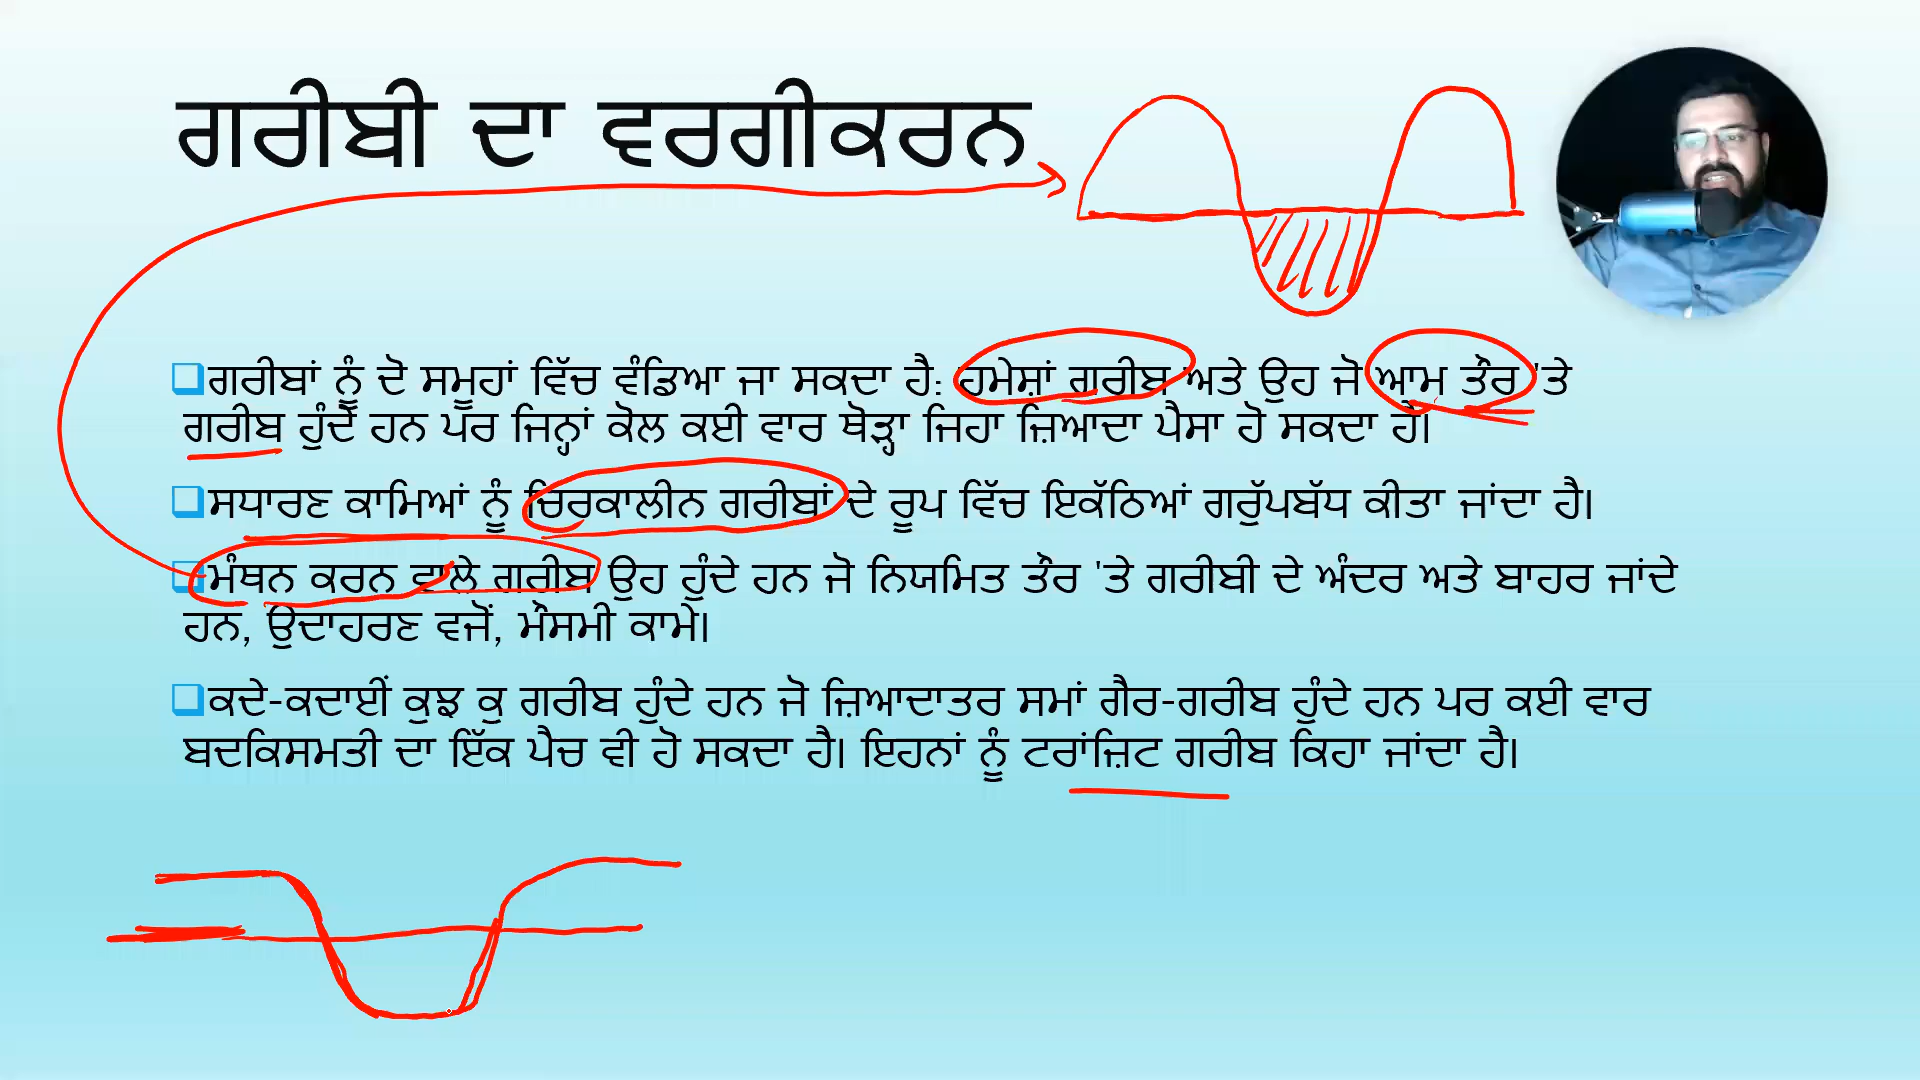 ਗਰੀਬੀ ਦਾ ਵਰਗੀਕਰਨ
ਗਰੀਬਾਂ ਨੂੰ ਦੋ ਸਮੂਹਾਂ ਵਿੱਚ ਵੰਡਿਆ ਜਾ ਸਕਦਾ ਹੈ: ਹਮੇਸ਼ਾਂ ਗਰੀਬ ਅਤੇ ਉਹ ਜੋ ਆਮ ਤੌਰ 'ਤੇ
ਗਰੀਬ ਹੁੰਦੇ ਹਨ ਪਰ ਜਿਨ੍ਹਾਂ ਕੋਲ ਕਈ ਵਾਰ ਥੋੜ੍ਹਾ ਜਿਹਾ ਜ਼ਿਆਦਾ ਪੈਸਾ ਹੋ ਸਕਦਾ ਹੈ।
ਸਧਾਰਣ ਕਾਮਿਆਂ ਨੂੰ ਚਿਰਕਾਲੀਨ ਗਰੀਬਾਂ ਦੇ ਰੂਪ ਵਿੱਚ ਇਕੱਠਿਆਂ ਗਰੁੱਪਬੱਧ ਕੀਤਾ ਜਾਂਦਾ ਹੈ।
ਮੰਥਨ ਕਰਨ ਵਾਲੇ ਗਰੀਬ ਉਹ ਹੁੰਦੇ ਹਨ ਜੋ ਨਿਯਮਿਤ ਤੌਰ 'ਤੇ ਗਰੀਬੀ ਦੇ ਅੰਦਰ ਅਤੇ ਬਾਹਰ ਜਾਂਦੇ
ਹਨ, ਉਦਾਹਰਣ ਵਜੋਂ, ਮੌਸਮੀ ਕਾਮੇ।
ਕਦੇ-ਕਦਾਈਂ ਕੁਝ ਕੁ ਗਰੀਬ ਹੁੰਦੇ ਹਨ ਜੋ ਜ਼ਿਆਦਾਤਰ ਸਮਾਂ ਗੈਰ-ਗਰੀਬ ਹੁੰਦੇ ਹਨ ਪਰ ਕਈ ਵਾਰ
ਬਦਕਿਸਮਤੀ ਦਾ ਇੱਕ ਪੈਚ ਵੀ ਹੋ ਸਕਦਾ ਹੈ। ਇਹਨਾਂ ਨੂੰ ਟਰਾਂਜ਼ਿਟ ਗਰੀਬ ਕਿਹਾ ਜਾਂਦਾ ਹੈ।